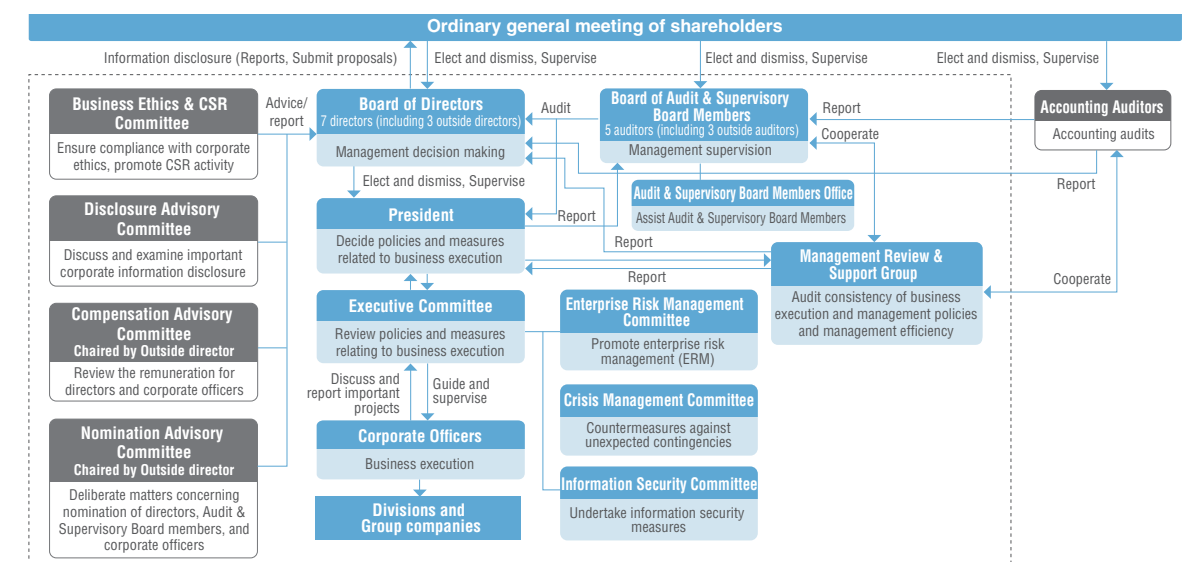 Ordinary general meeting of shareholders
Information disclosure (Reports, Submit proposals)
Elect and dismiss, Supervise
Elect and dismiss, Supervise
Elect and dismiss, Supervise
Business Ethics & CSR
Committee
Ensure compliance with corporate
ethics, promote CSR activity
Advice/
report
Board of Directors
7 directors (including 3 outside directors)
Management decision making
Audit
Board of Audit & Supervisory
Board Members
5 auditors (including 3 outside auditors)
Management supervision
Report
Cooperate
Accounting Auditors
Accounting audits
Report
Elect and dismiss, Supervise
Audit & Supervisory Board Members Office
Assist Audit & Supervisory Board Members
Disclosure Advisory
Committee
Discuss and examine important
corporate information disclosure
President
Decide policies and measures
related to business execution
Report
Report
Report
Management Review &
Support Group
Audit consistency of business
execution and management policies
and management efficiency
Cooperate
Compensation Advisory
Committee
Chaired by Outside director
Review the remuneration for
directors and corporate officers
Executive Committee
Review policies and measures
relating to business execution
Enterprise Risk Management
Committee
Promote enterprise risk
management (ERM)
Discuss and
report important
projects
Guide and
supervise
Crisis Management Committee
Countermeasures against
unexpected contingencies
Nomination Advisory
Committee
Chaired by Outside director
Deliberate matters concerning
nomination of directors, Audit &
Supervisory Board members, and
corporate officers
Corporate Officers
Business execution
Information Security Committee
Undertake information security
measures
Divisions and
Group companies